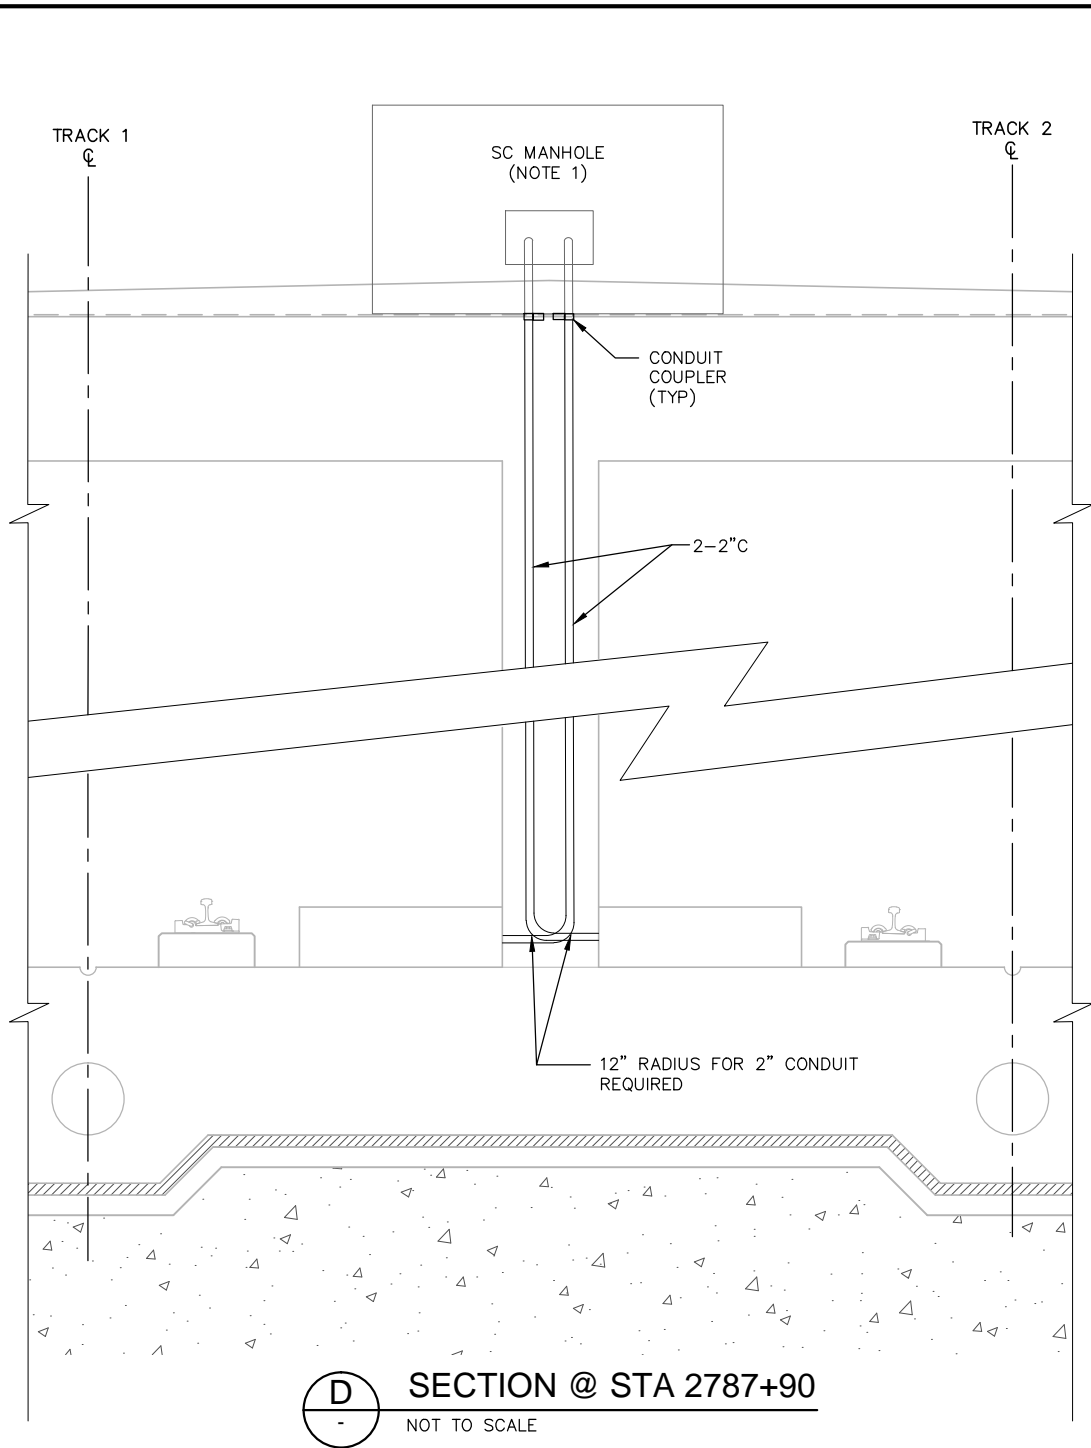 TRACK 1
℄
TRACK 2
℄
SC MANHOLE
(NOTE 1)
CONDUIT
COUPLER
(TYP)
2-2"C
12" RADIUS FOR 2" CONDUIT
REQUIRED
D
-
SECTION @ STA 2787+90
NOT TO SCALE